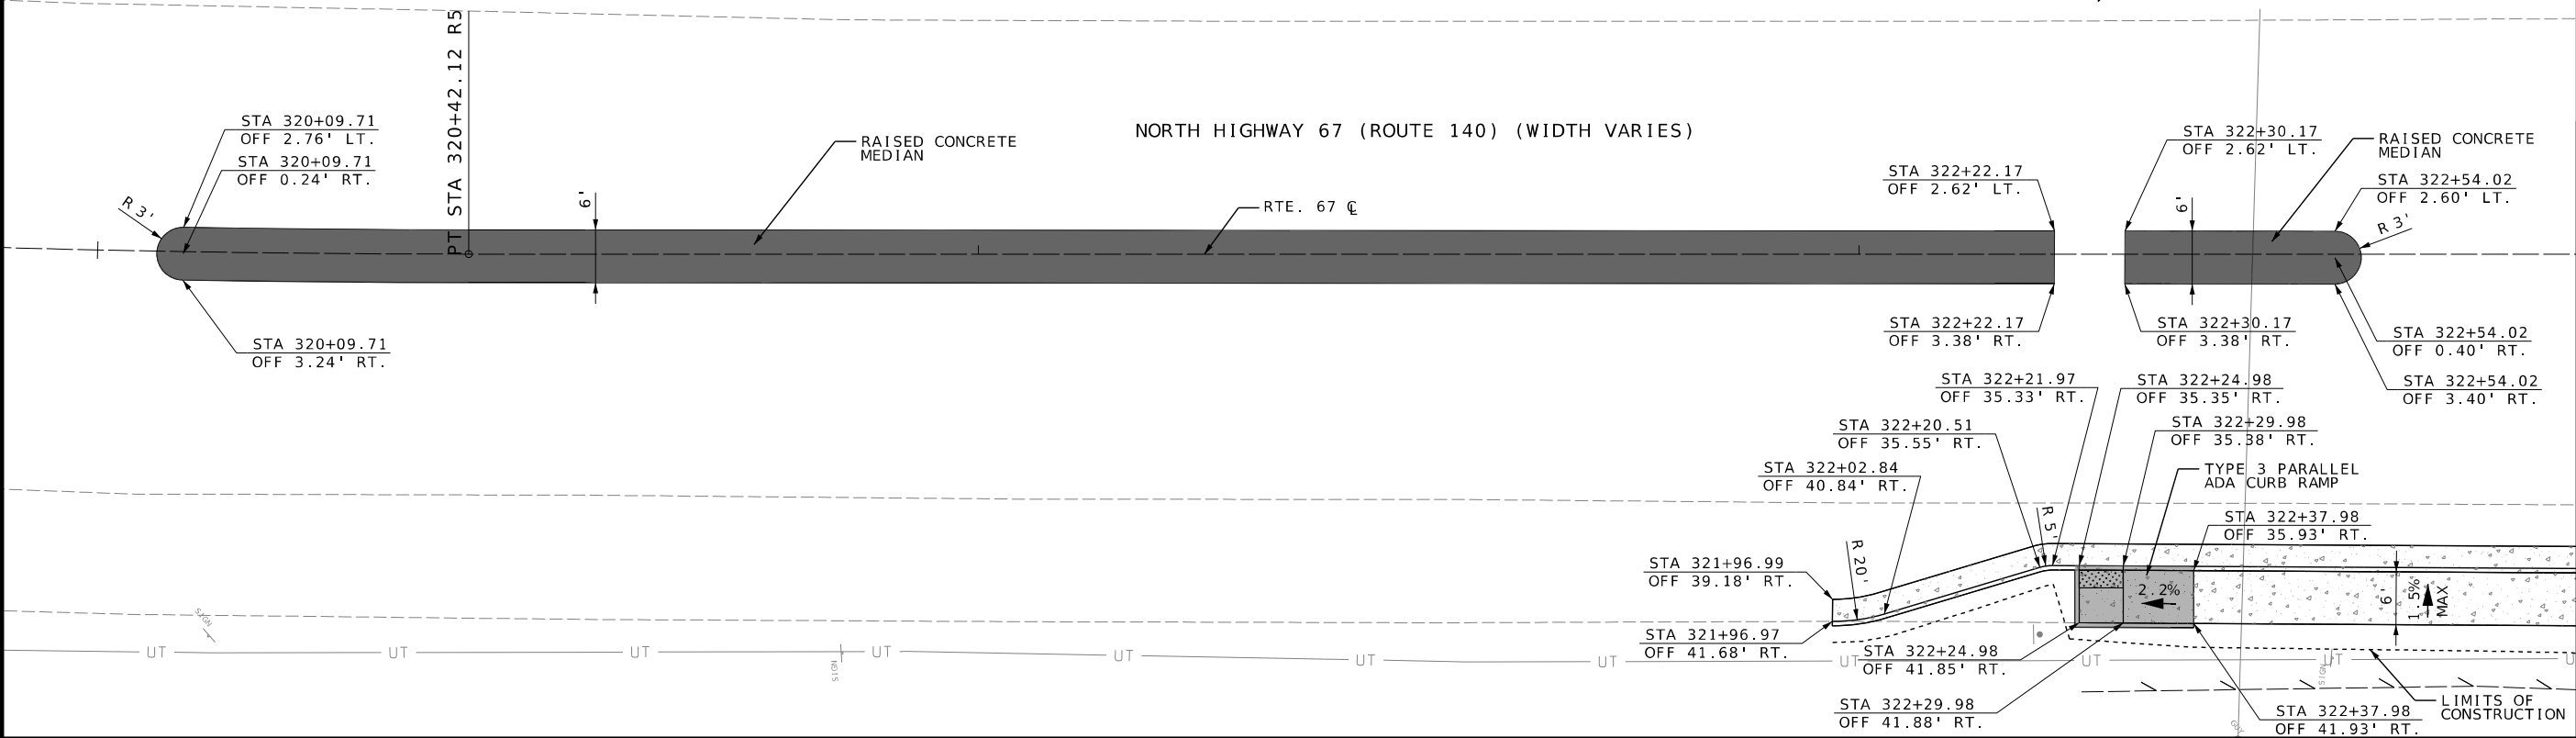 PT STA 320+42.12 R5
STA 320+09.71
OFF 2.76' LT.
STA 320+09.71
OFF 0.24' RT.
R 3'
STA 320+09.71
OFF 3.24' RT.
6'
RAISED CONCRETE
MEDIAN
NORTH HIGHWAY 67 (ROUTE 140) (WIDTH VARIES)
RTE. 67 ℄
STA 322+22.17
OFF 2.62' LT.
STA 322+30.17
OFF 2.62' LT.
RAISED CONCRETE
MEDIAN
STA 322+54.02
OFF 2.60' LT.
6'
R 3'
STA 322+22.17
OFF 3.38' RT.
STA 322+30.17
OFF 3.38' RT.
STA 322+54.02
OFF 0.40' RT.
STA 322+54.02
OFF 3.40' RT.
STA 322+21.97
OFF 35.33' RT.
STA 322+24.98
OFF 35.35' RT.
STA 322+20.51
OFF 35.55' RT.
STA 322+29.98
OFF 35.38' RT.
STA 322+02.84
OFF 40.84' RT.
TYPE 3 PARALLEL
ADA CURB RAMP
STA 322+37.98
OFF 35.93' RT.
R 5'
R 20'
STA 321+96.99
OFF 39.18' RT.
2.2%
6'
1.5%
MAX
STA 321+96.97
OFF 41.68' RT.
STA 322+24.98
OFF 41.85' RT.
STA 322+29.98
OFF 41.88' RT.
STA 322+37.98
OFF 41.93' RT.
LIMITS OF
CONSTRUCTION
SIGN
UT
UT
UT
UT
UT
UT
UT
UT
UT
UT
SIGN
SIGN